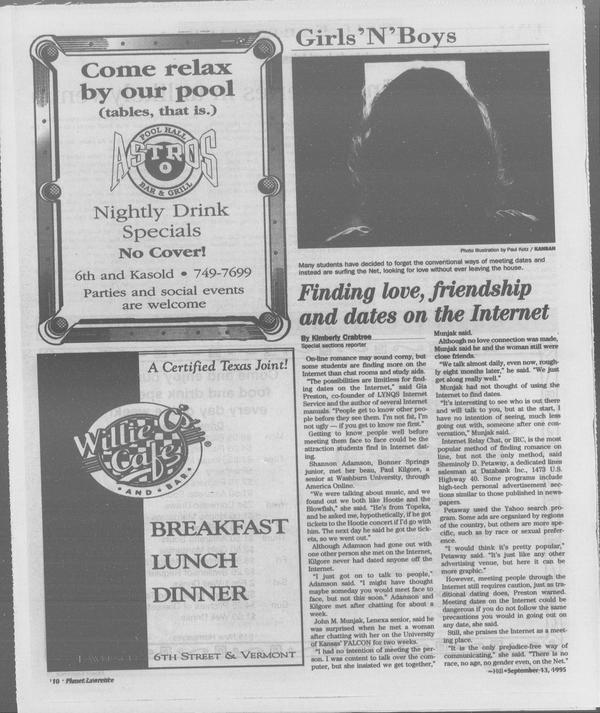 Come relax
by our pool
(tables, that is.)
POOL HALL
ASTROS
8
BAR & GRILL
Nightly Drink
Specials
No Cover!
6th and Kasold • 749-7699
Parties and social events
are welcome
A Certified Texas Joint!
Willie C's
Cafe
• AND • BAR •
BREAKFAST
LUNCH
DINNER
6TH STREET & VERMONT
Girls'N'Boys
Photo Illustration by Paul Kotz / KANSAN
Many students have decided to forget the conventional ways of meeting dates and
instead are surfing the Net, looking for love without ever leaving the house.
Finding love, friendship
and dates on the Internet
By Kimberly Crabtree
Special sections reporter
On-line romance may sound corny, but
some students are finding more on the
Internet than chat rooms and study aids.
"The possibilities are limitless for find-
ing dates on the Internet," said Gia
Preston, co-founder of LYNQS Internet
Service and the author of several Internet
manuals. "People get to know other peo-
ple before they see them. I'm not fat, I'm
not ugly — if you get to know me first."
Getting to know people well before
meeting them face to face could be the
attraction students find in Internet dat-
ing.
Shannon Adamson, Bonner Springs
junior, met her beau, Paul Kilgore, a
senior at Washburn University, through
America Online.
"We were talking about music, and we
found out we both like Hootie and the
Blowfish," she said. "He's from Topeka,
and he asked me, hypothetically, if he got
tickets to the Hootie concert if I'd go with
him. The next day he said he got the tick-
ets, so we went out."
Although Adamson had gone out with
one other person she met on the Internet,
Kilgore never had dated anyone off the
Internet.
"I just got on to talk to people,"
Adamson said. "I might have thought
maybe someday you would meet face to
face, but not this soon." Adamson and
Kilgore met after chatting for about a
week.
John M. Munjak, Lenexa senior, said he
was surprised when he met a woman
after chatting with her on the University
of Kansas' FALCON for two weeks.
"I had no intention of meeting the per-
son. I was content to talk over the com-
puter, but she insisted we get together,"
Munjak said.
Although no love connection was made,
Munjak said he and the woman still were
close friends.
"We talk almost daily, even now, rough-
ly eight months later," he said. "We just
get along really well."
Munjak had not thought of using the
Internet to find dates.
"It's interesting to see who is out there
and will talk to you, but at the start, I
have no intention of seeing, much less
going out with, someone after one con-
versation," Munjak said.
Internet Relay Chat, or IRC, is the most
popular method of finding romance on
line, but not the only method, said
Sheminoly D. Petaway, a dedicated lines
salesman at Databank Inc., 1473 U.S.
Highway 40. Some programs include
high-tech personal advertisement sec-
tions similar to those published in news-
papers.
Petaway used the Yahoo search pro-
gram. Some ads are organized by regions
of the country, but others are more spe-
cific, such as by race or sexual prefer-
ence.
"I would think it's pretty popular,"
Petaway said. "It's just like any other
advertising venue, but here it can be
more graphic."
However, meeting people through the
Internet still requires caution, just as tra-
ditional dating does, Preston warned.
Meeting dates on the Internet could be
dangerous if you do not follow the same
precautions you would in going out on
any date, she said.
Still, she praises the Internet as a meet-
ing place.
"It is the only prejudice-free way of
communicating," she said. "There is no
race, no age, no gender even, on the Net."
Hill • September 13, 1995
10 • Planet Lawrence